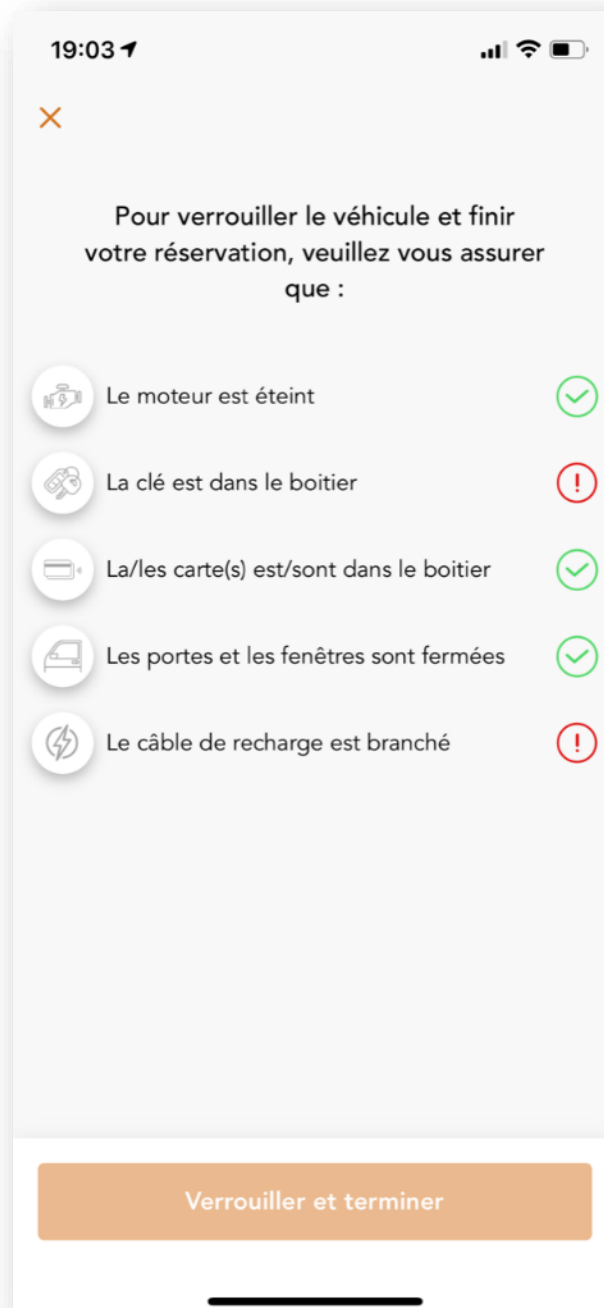 19:03
Pour verrouiller le véhicule et finir
votre réservation, veuillez vous assurer
que :
Le moteur est éteint
La clé est dans le boitier
La/les carte(s) est/sont dans le boitier
Les portes et les fenêtres sont fermées
Le câble de recharge est branché
Verrouiller et terminer